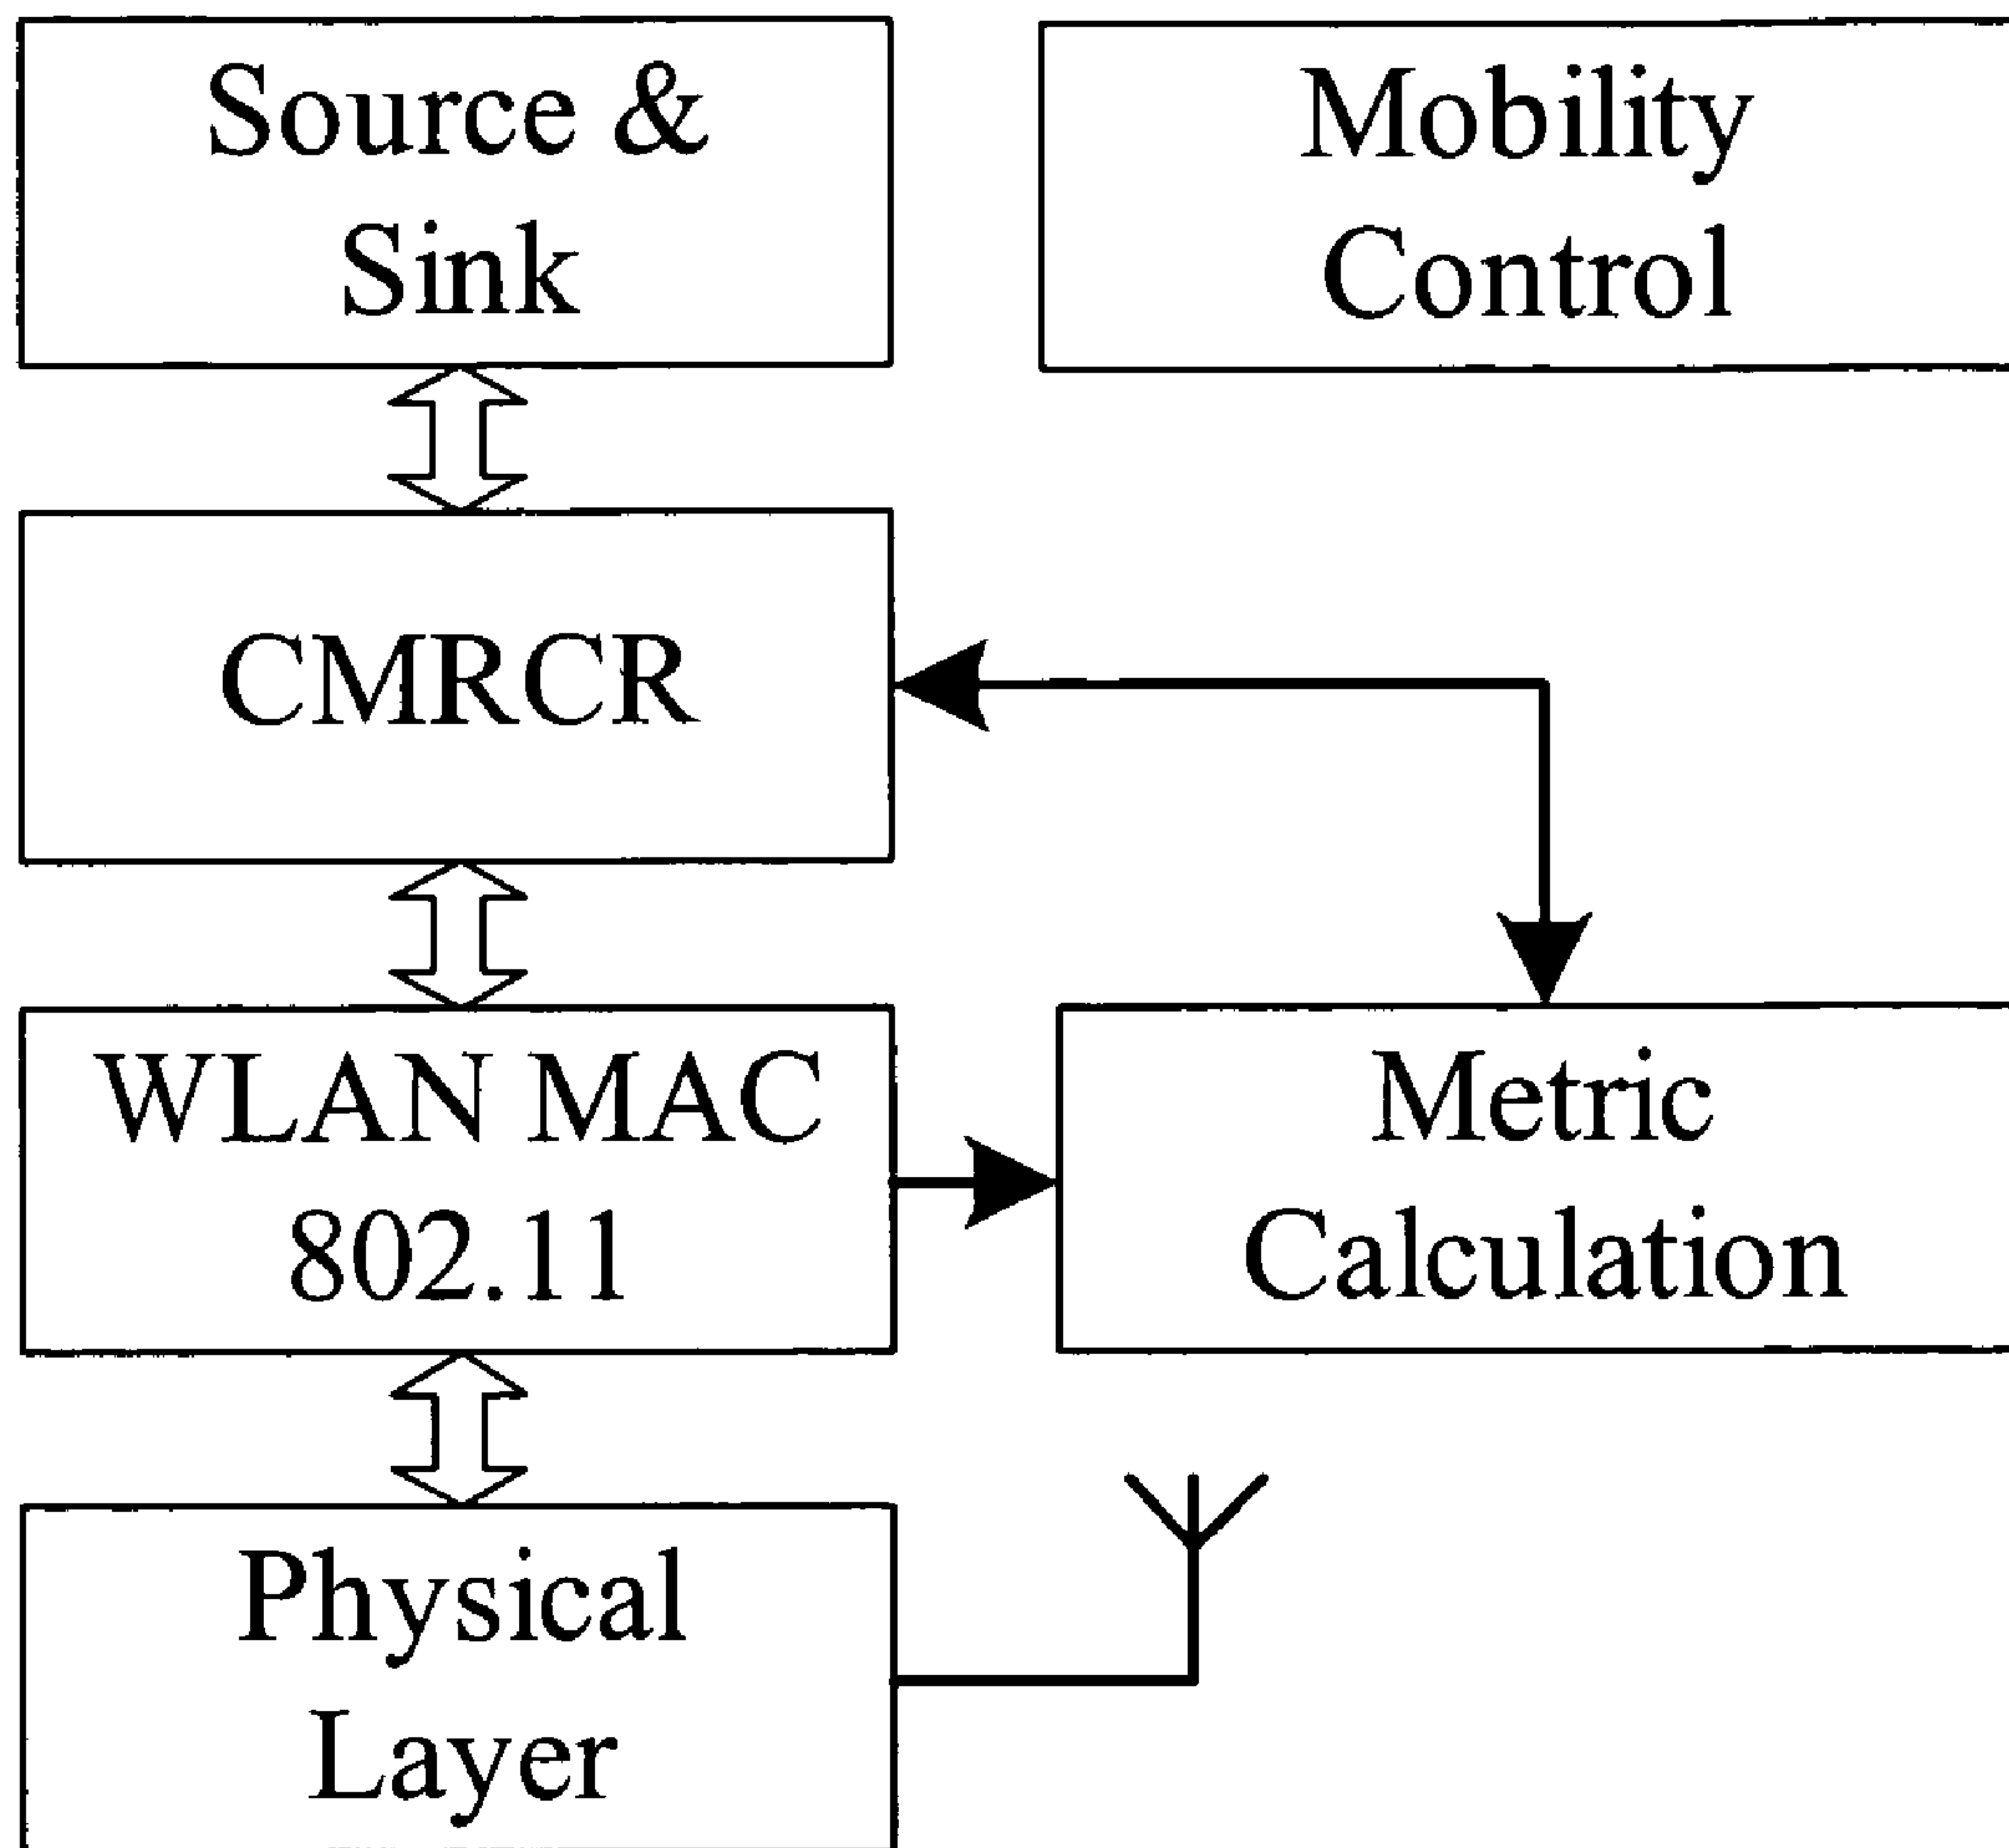 Source &
Sink
Mobility
Control
CMRCR
WLAN MAC
802.11
Metric
Calculation
Physical
Layer